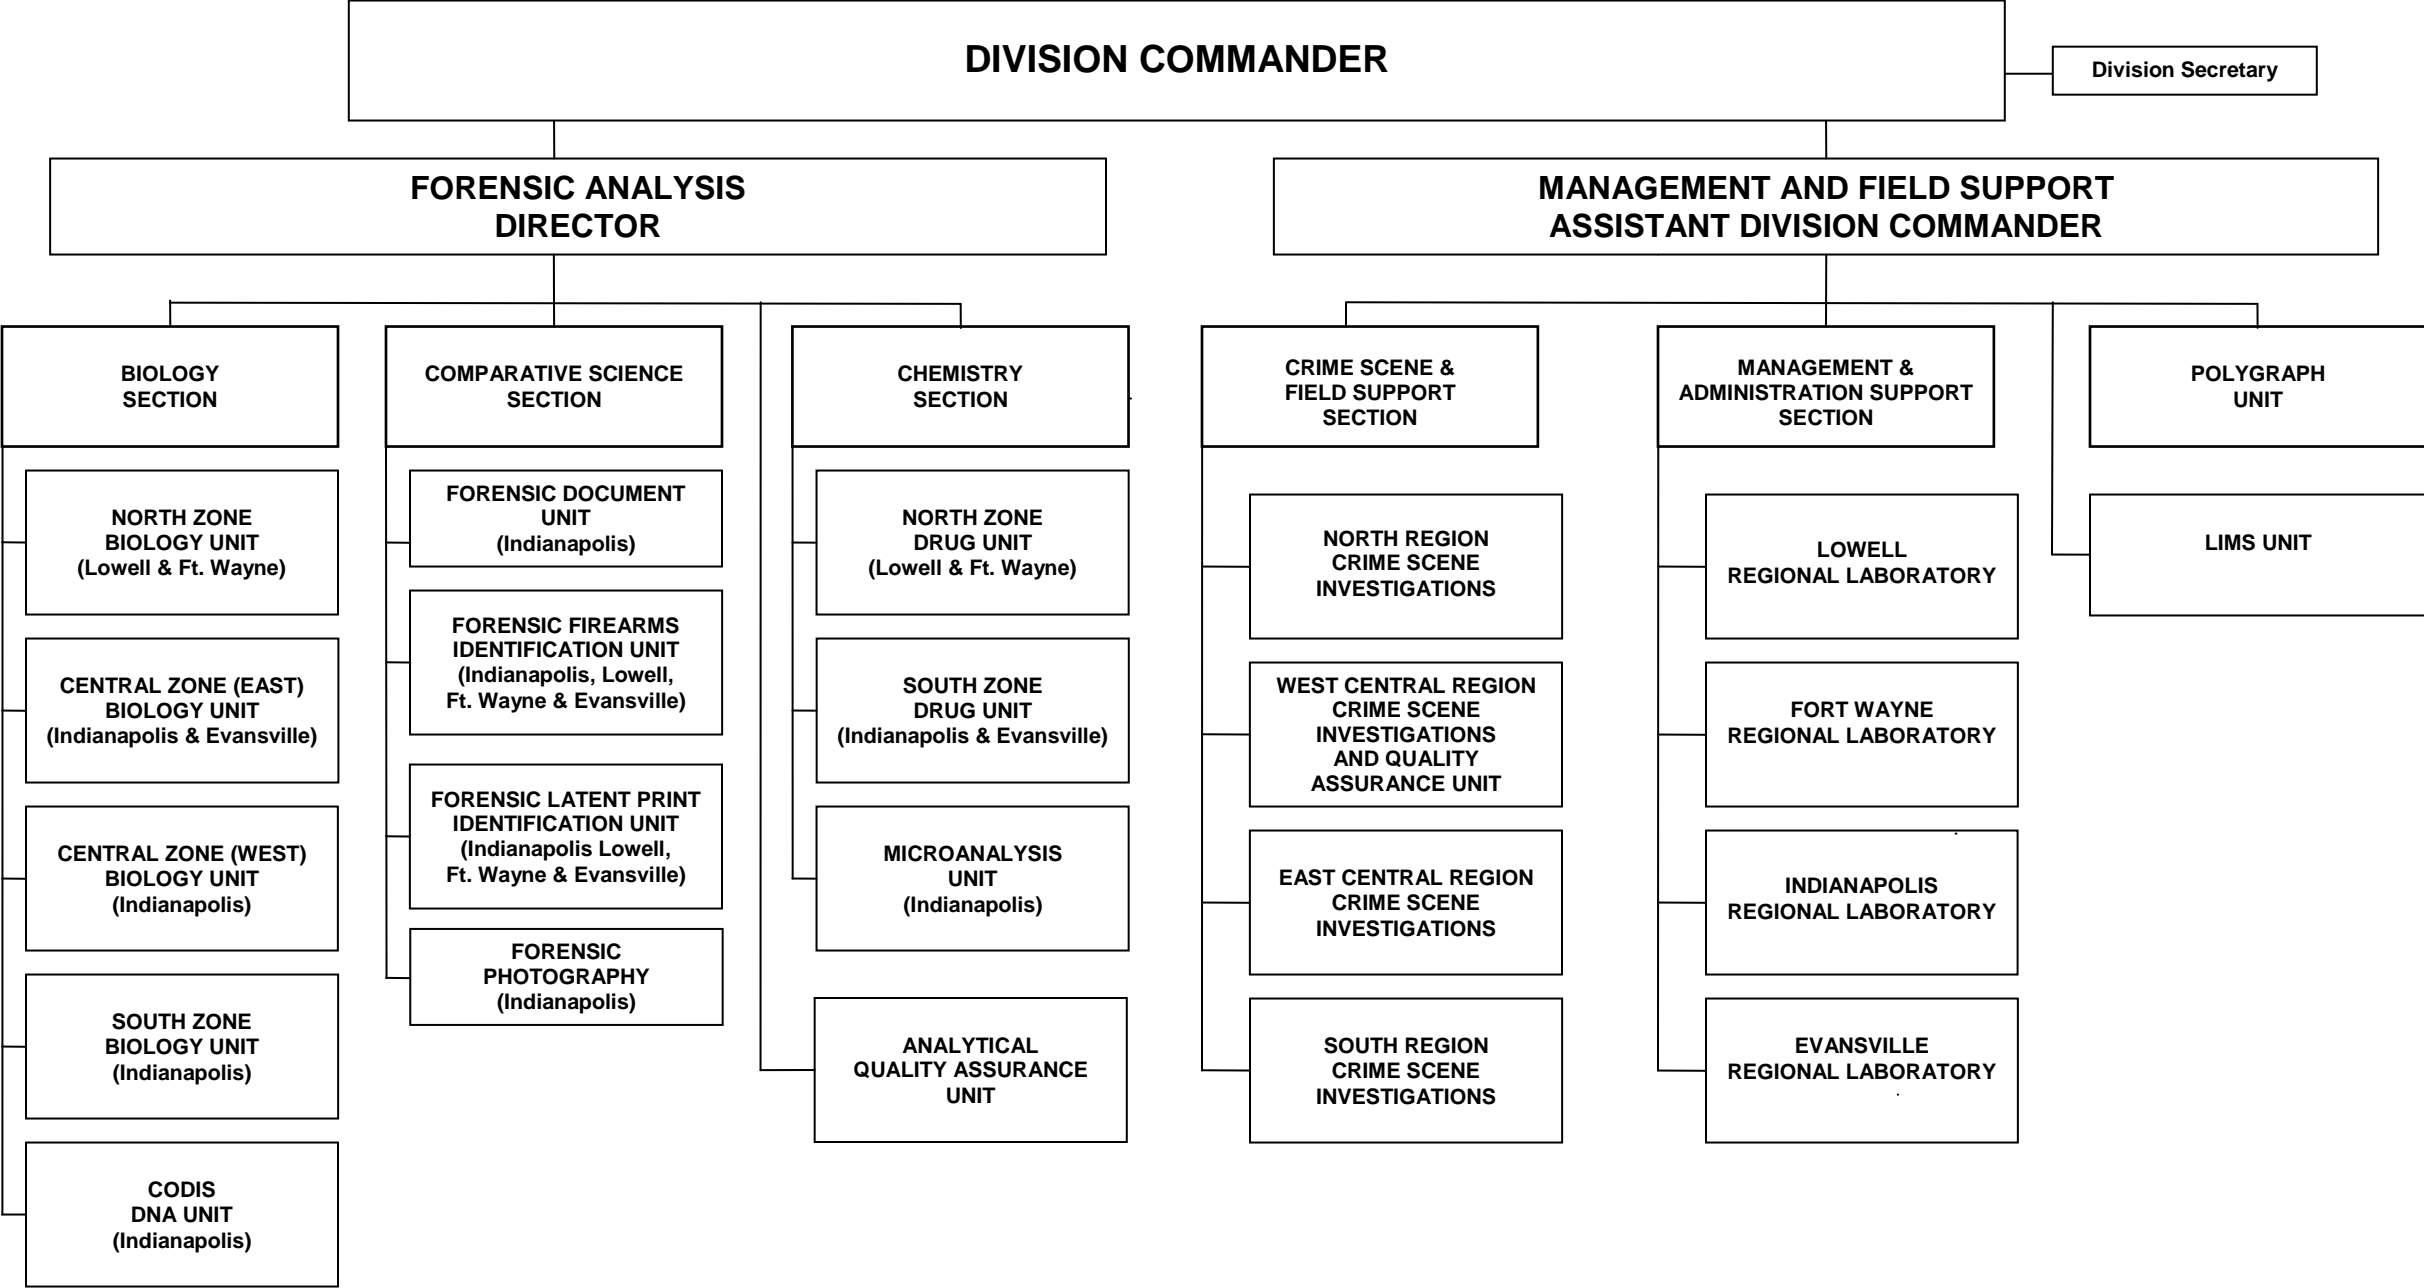 DIVISION COMMANDER
Division Secretary
FORENSIC ANALYSIS
DIRECTOR
MANAGEMENT AND FIELD SUPPORT
ASSISTANT DIVISION COMMANDER
BIOLOGY
SECTION
NORTH ZONE
BIOLOGY UNIT
(Lowell & Ft. Wayne)
CENTRAL ZONE (EAST)
BIOLOGY UNIT
(Indianapolis & Evansville)
CENTRAL ZONE (WEST)
BIOLOGY UNIT
(Indianapolis)
SOUTH ZONE
BIOLOGY UNIT
(Indianapolis)
CODIS
DNA UNIT
(Indianapolis)
COMPARATIVE SCIENCE
SECTION
FORENSIC DOCUMENT
UNIT
(Indianapolis)
FORENSIC FIREARMS
IDENTIFICATION UNIT
(Indianapolis, Lowell,
Ft. Wayne & Evansville)
FORENSIC LATENT PRINT
IDENTIFICATION UNIT
(Indianapolis Lowell,
Ft. Wayne & Evansville)
FORENSIC
PHOTOGRAPHY
(Indianapolis)
CHEMISTRY
SECTION
NORTH ZONE
DRUG UNIT
(Lowell & Ft. Wayne)
SOUTH ZONE
DRUG UNIT
(Indianapolis & Evansville)
MICROANALYSIS
UNIT
(Indianapolis)
ANALYTICAL
QUALITY ASSURANCE
UNIT
CRIME SCENE &
FIELD SUPPORT
SECTION
NORTH REGION
CRIME SCENE
INVESTIGATIONS
WEST CENTRAL REGION
CRIME SCENE
INVESTIGATIONS
AND QUALITY
ASSURANCE UNIT
EAST CENTRAL REGION
CRIME SCENE
INVESTIGATIONS
SOUTH REGION
CRIME SCENE
INVESTIGATIONS
MANAGEMENT &
ADMINISTRATION SUPPORT
SECTION
LOWELL
REGIONAL LABORATORY
FORT WAYNE
REGIONAL LABORATORY
INDIANAPOLIS
REGIONAL LABORATORY
EVANSVILLE
REGIONAL LABORATORY
POLYGRAPH
UNIT
LIMS UNIT